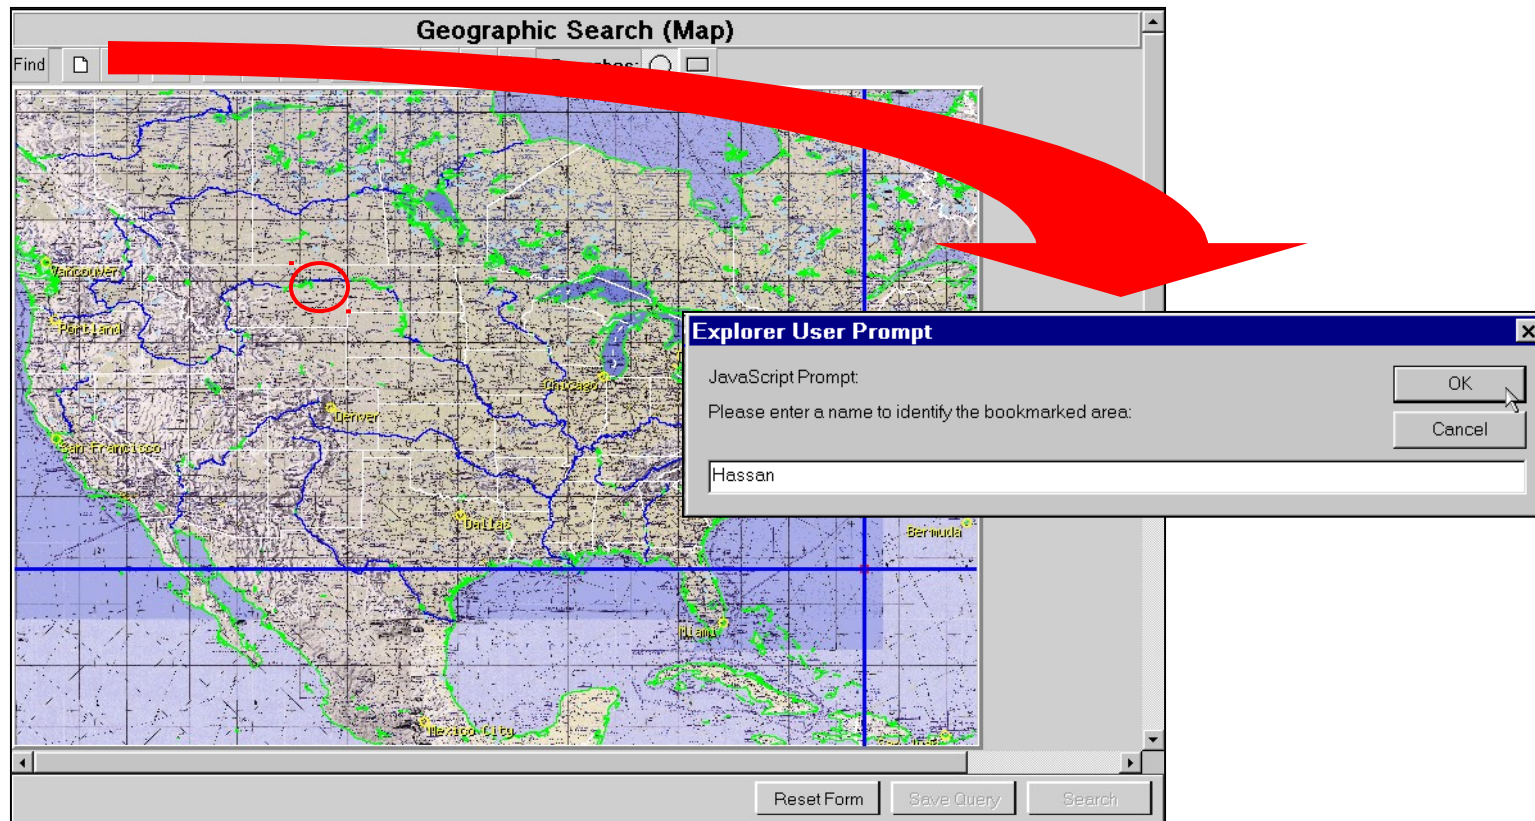 Geographic Search (Map)
Find
Vancouver
Portland
Chicago
Denver
San Francisco
Dallas
Bermuda
Miami
Mexico City
Explorer User Prompt
JavaScript Prompt:
OK
Please enter a name to identify the bookmarked area:
Cancel
Hassan
Reset Form
Save Query
Search